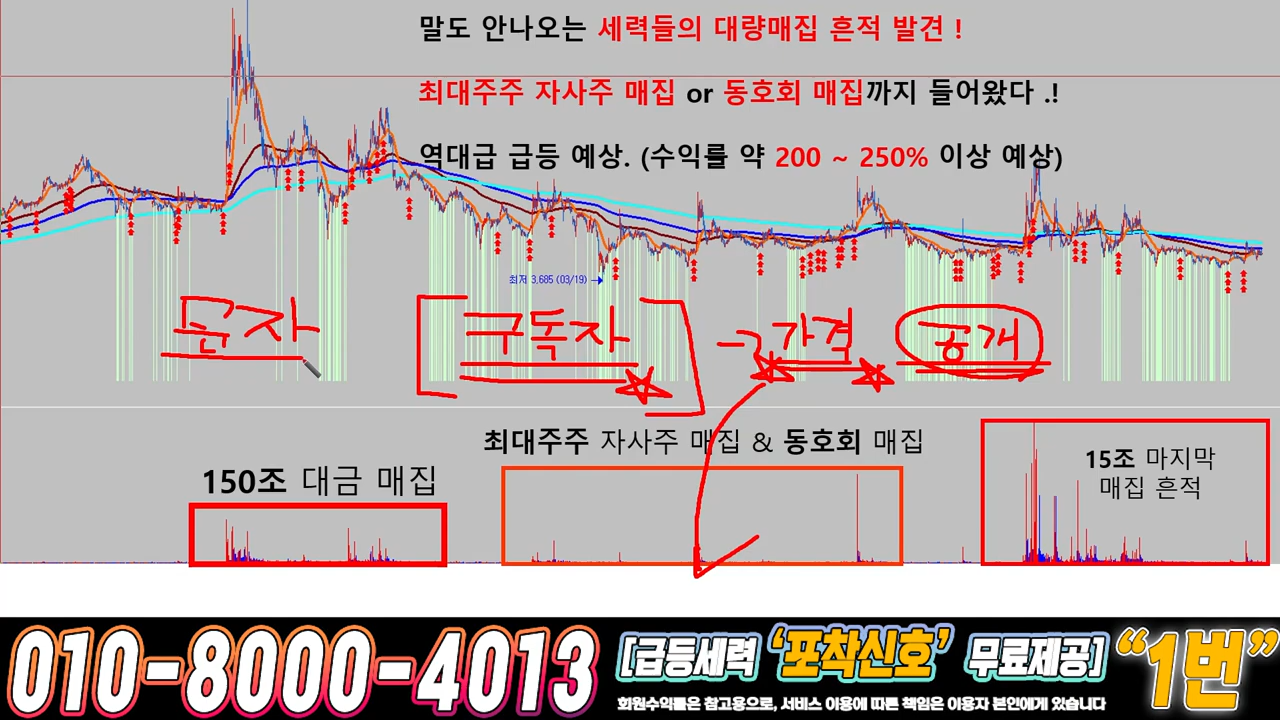 말도 안나오는 세력들의 대량매집 흔적 발견 !
최대주주 자사주 매집 or 동호회 매집까지 들어왔다 .!
역대급 급등 예상. (수익률 약 200 ~ 250% 이상 예상)
최저 3,685 (03/19)
문자 구독자 가격 공개
최대주주 자사주 매집 & 동호회 매집
150조 대금 매집
15조 마지막
매집 흔적
010-8000-4013
[급등세력 ‘포착신호’ 무료제공] “1번”
회원수익률은 참고용으로, 서비스 이용에 따른 책임은 이용자 본인에게 있습니다